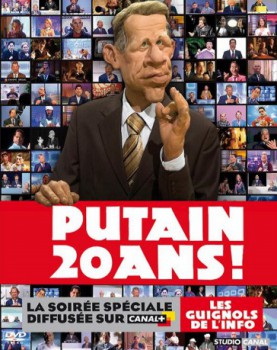 PUTAIN
20ANS!
LA SOIRÉE SPÉCIALE
DIFFUSÉE SUR CANAL+
LES
GUIGNOLS
DE L'INFO
DVD
STUDIO CANAL